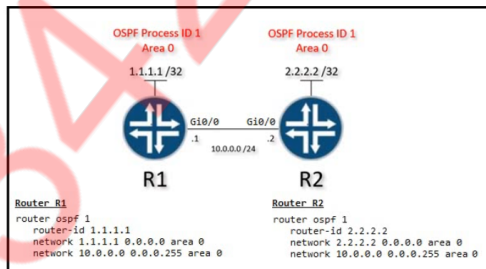 OSPF Process ID 1
Area 0
OSPF Process ID 1
Area 0
1.1.1.1 /32
2.2.2.2 /32
Gi0/0
Gi0/0
.1
.2
10.0.0.0 /24
R1
R2
Router R1
router ospf 1
router-id 1.1.1.1
network 1.1.1.1 0.0.0.0 area 0
network 10.0.0.0 0.0.0.255 area 0
Router R2
router ospf 1
router-id 2.2.2.2
network 2.2.2.2 0.0.0.0 area 0
network 10.0.0.0 0.0.0.255 area 0